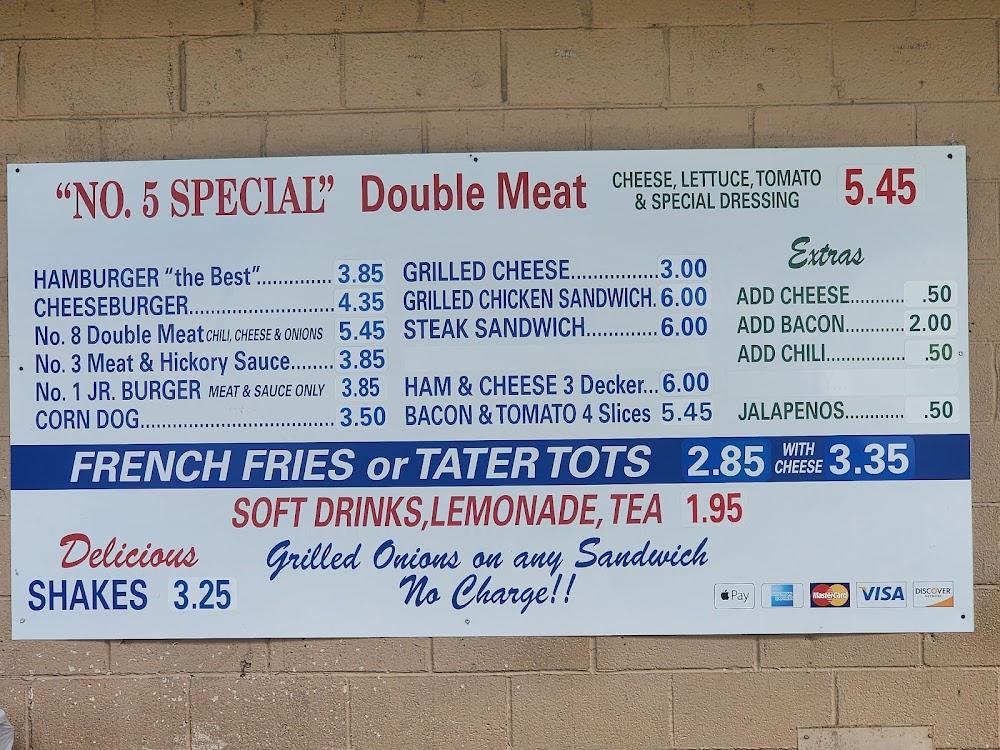 "NO. 5 SPECIAL" Double Meat CHEESE, LETTUCE, TOMATO & SPECIAL DRESSING 5.45
HAMBURGER "the Best".............. 3.85
CHEESEBURGER........................... 4.35
No. 8 Double Meat CHILI, CHEESE & ONIONS 5.45
No. 3 Meat & Hickory Sauce........ 3.85
No. 1 JR. BURGER MEAT & SAUCE ONLY 3.85
CORN DOG.................................... 3.50
GRILLED CHEESE................3.00
GRILLED CHICKEN SANDWICH. 6.00
STEAK SANDWICH............. 6.00
HAM & CHEESE 3 Decker... 6.00
BACON & TOMATO 4 Slices 5.45
Extras
ADD CHEESE........... .50
ADD BACON............ 2.00
ADD CHILI................ .50
JALAPENOS............ .50
FRENCH FRIES or TATER TOTS 2.85 WITH CHEESE 3.35
SOFT DRINKS, LEMONADE, TEA 1.95
Delicious
SHAKES 3.25
Grilled Onions on any Sandwich
No Charge!!
Pay AMERICAN EXPRESS MasterCard VISA DISCOVER NETWORK